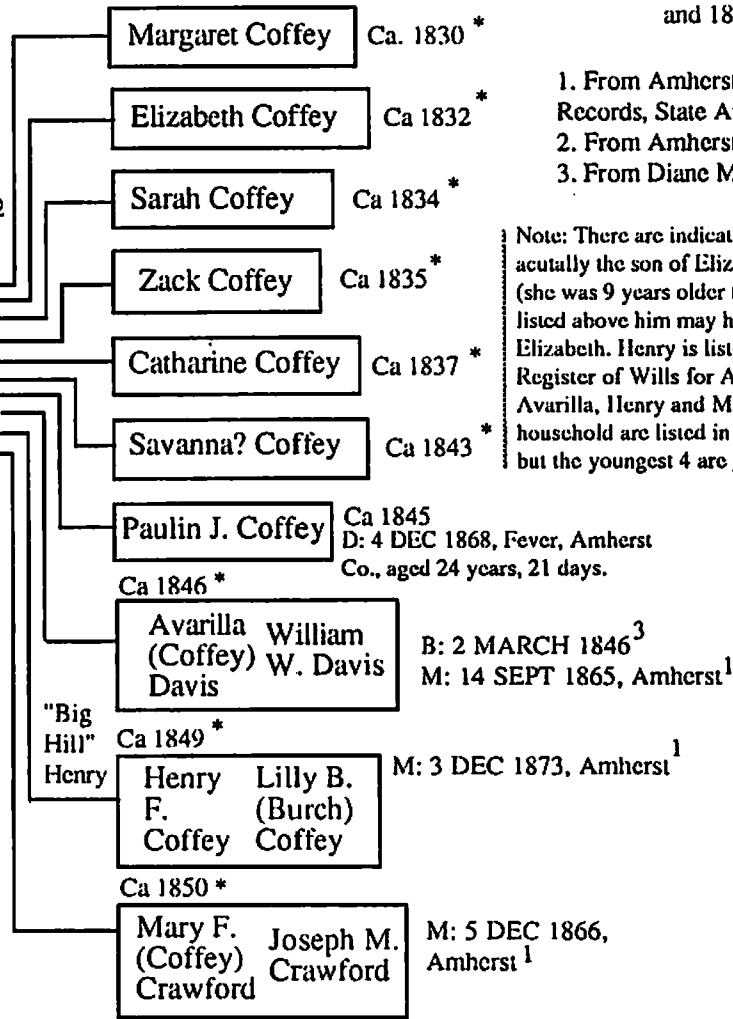 and 18
Margaret Coffey Ca. 1830 *
1. From Amherst
Records, State A
Elizabeth Coffey Ca 1832 *
2. From Amherst
3. From Diane M
Sarah Coffey Ca 1834 *
2
Note: There are indicat
acutally the son of Eliz
(she was 9 years older
listed above him may h
Elizabeth. Henry is list
Register of Wills for A
Avarilla, Henry and M
household are listed in
but the youngest 4 are
Zack Coffey Ca 1835 *
Catharine Coffey Ca 1837 *
Savanna? Coffey Ca 1843 *
Paulin J. Coffey Ca 1845
D: 4 DEC 1868, Fever, Amherst
Co., aged 24 years, 21 days.
Ca 1846 *
Avarilla William
(Coffey) W. Davis
Davis
B: 2 MARCH 1846 3
M: 14 SEPT 1865, Amherst 1
"Big
Hill"
Henry
Ca 1849 *
Henry Lilly B.
F. (Burch)
Coffey Coffey
M: 3 DEC 1873, Amherst 1
Ca 1850 *
Mary F. Joseph M.
(Coffey) Crawford
Crawford
M: 5 DEC 1866,
Amherst 1